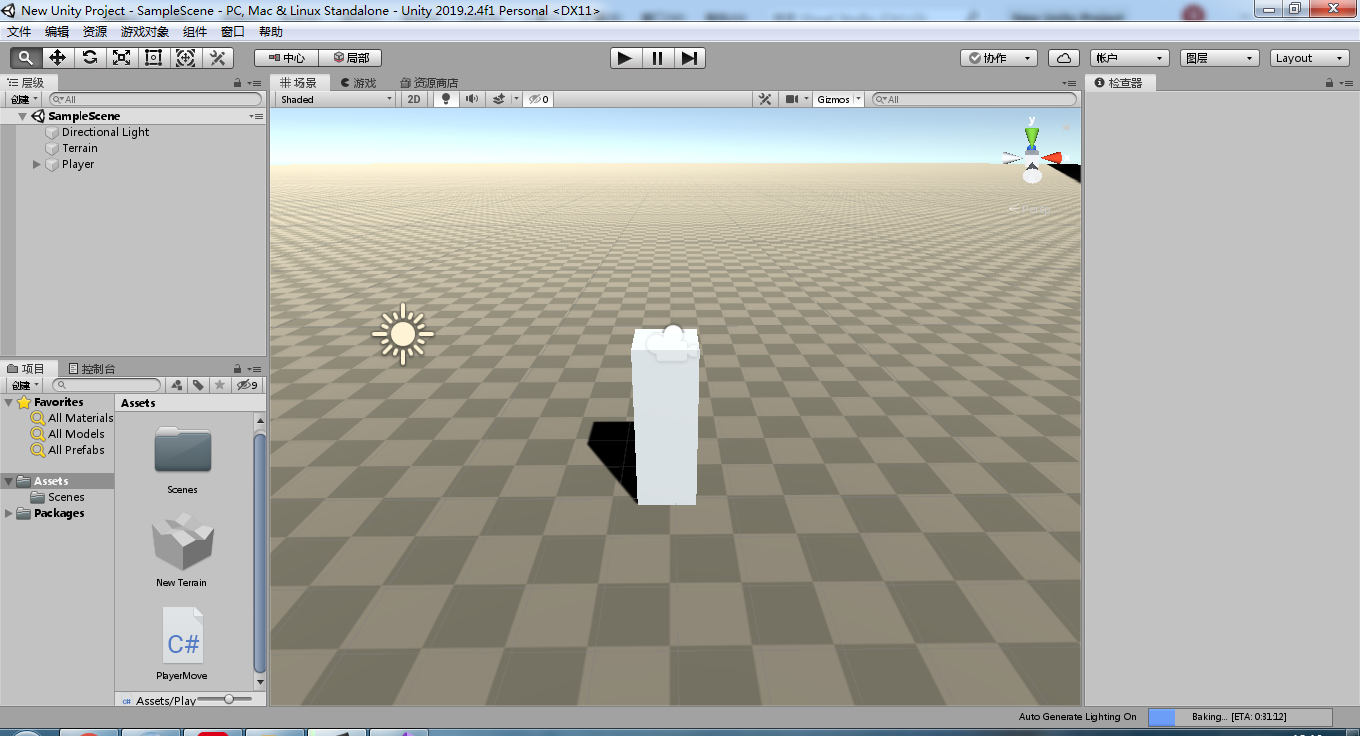 New Unity Project - SampleScene - PC, Mac & Linux Standalone - Unity 2019.2.4f1 Personal <DX11>
文件 编辑 资源 游戏对象 组件 窗口 帮助
中心 局部 协作 帐户 图层 Layout
层级 场景 游戏 资源商店 检查器
创建 All Shaded 2D 0 Gizmos All
SampleScene
Directional Light
Terrain
Player
y
Persp
项目 控制台
创建 9
Favorites
All Materials
All Models
All Prefabs
Assets
Scenes
Packages
Assets
Scenes
New Terrain
C#
PlayerMove
C# Assets/Play
Auto Generate Lighting On Baking... [ETA: 0:31:12]